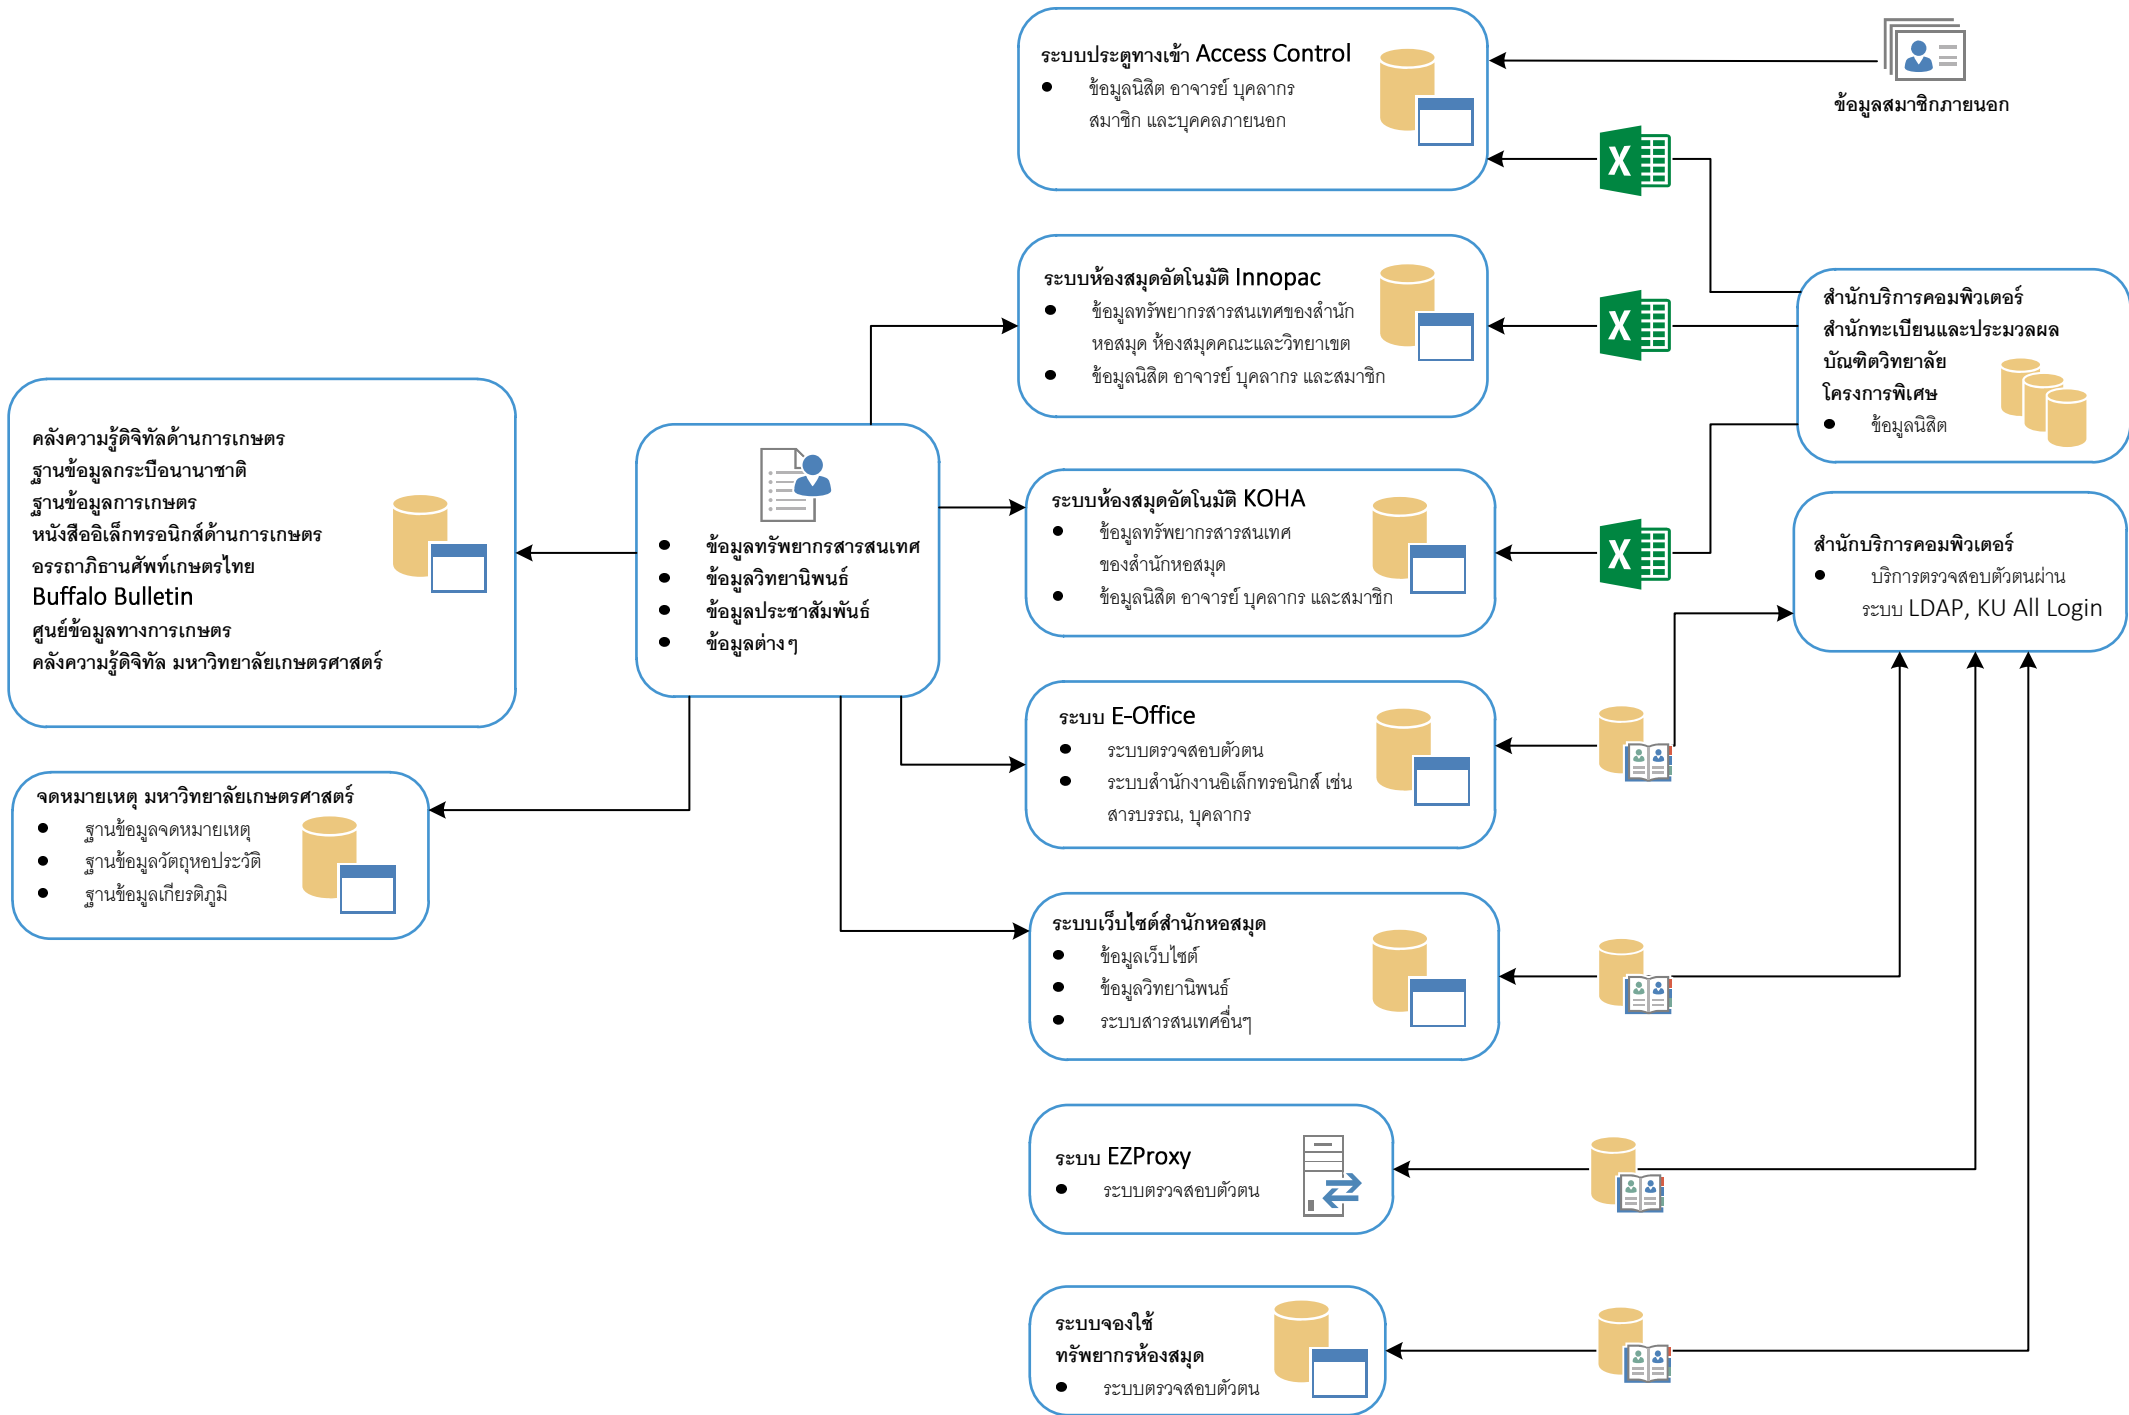 ระบบประตูทางเข้า Access Control
● ข้อมูลนิสิต อาจารย์ บุคลากร
สมาชิก และบุคคลภายนอก
ข้อมูลสมาชิกภายนอก
ระบบห้องสมุดอัตโนมัติ Innopac
● ข้อมูลทรัพยากรสารสนเทศของสำนัก
หอสมุด ห้องสมุดคณะและวิทยาเขต
● ข้อมูลนิสิต อาจารย์ บุคลากร และสมาชิก
สำนักบริการคอมพิวเตอร์
สำนักทะเบียนและประมวลผล
บัณฑิตวิทยาลัย
โครงการพิเศษ
● ข้อมูลนิสิต
คลังความรู้ดิจิทัลด้านการเกษตร
ฐานข้อมูลกระบือนานาชาติ
ฐานข้อมูลการเกษตร
หนังสืออิเล็กทรอนิกส์ด้านการเกษตร
อรรถาภิธานศัพท์เกษตรไทย
Buffalo Bulletin
ศูนย์ข้อมูลทางการเกษตร
คลังความรู้ดิจิทัล มหาวิทยาลัยเกษตรศาสตร์
● ข้อมูลทรัพยากรสารสนเทศ
● ข้อมูลวิทยานิพนธ์
● ข้อมูลประชาสัมพันธ์
● ข้อมูลต่างๆ
ระบบห้องสมุดอัตโนมัติ KOHA
● ข้อมูลทรัพยากรสารสนเทศ
ของสำนักหอสมุด
● ข้อมูลนิสิต อาจารย์ บุคลากร และสมาชิก
สำนักบริการคอมพิวเตอร์
● บริการตรวจสอบตัวตนผ่าน
ระบบ LDAP, KU All Login
ระบบ E-Office
● ระบบตรวจสอบตัวตน
● ระบบสำนักงานอิเล็กทรอนิกส์ เช่น
สารบรรณ, บุคลากร
จดหมายเหตุ มหาวิทยาลัยเกษตรศาสตร์
● ฐานข้อมูลจดหมายเหตุ
● ฐานข้อมูลวัตถุหอประวัติ
● ฐานข้อมูลเกียรติภูมิ
ระบบเว็บไซต์สำนักหอสมุด
● ข้อมูลเว็บไซต์
● ข้อมูลวิทยานิพนธ์
● ระบบสารสนเทศอื่นๆ
ระบบ EZProxy
● ระบบตรวจสอบตัวตน
ระบบจองใช้
ทรัพยากรห้องสมุด
● ระบบตรวจสอบตัวตน